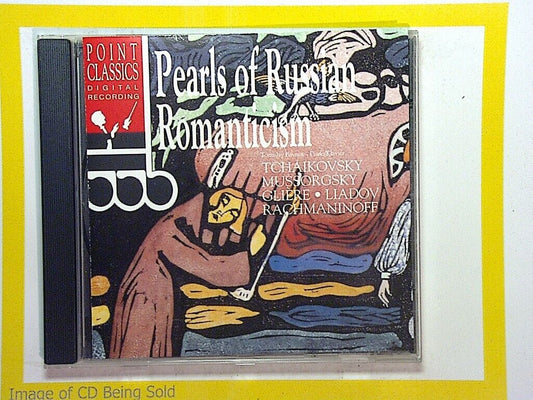 POINT
CLASSICS
DIGITAL
RECORDING
Pearls of Russian
Romanticism
TCHAIKOVSKY
MUSSORGSKY
GLIERE • LIADOV
RACHMANINOFF
Image of CD Being Sold